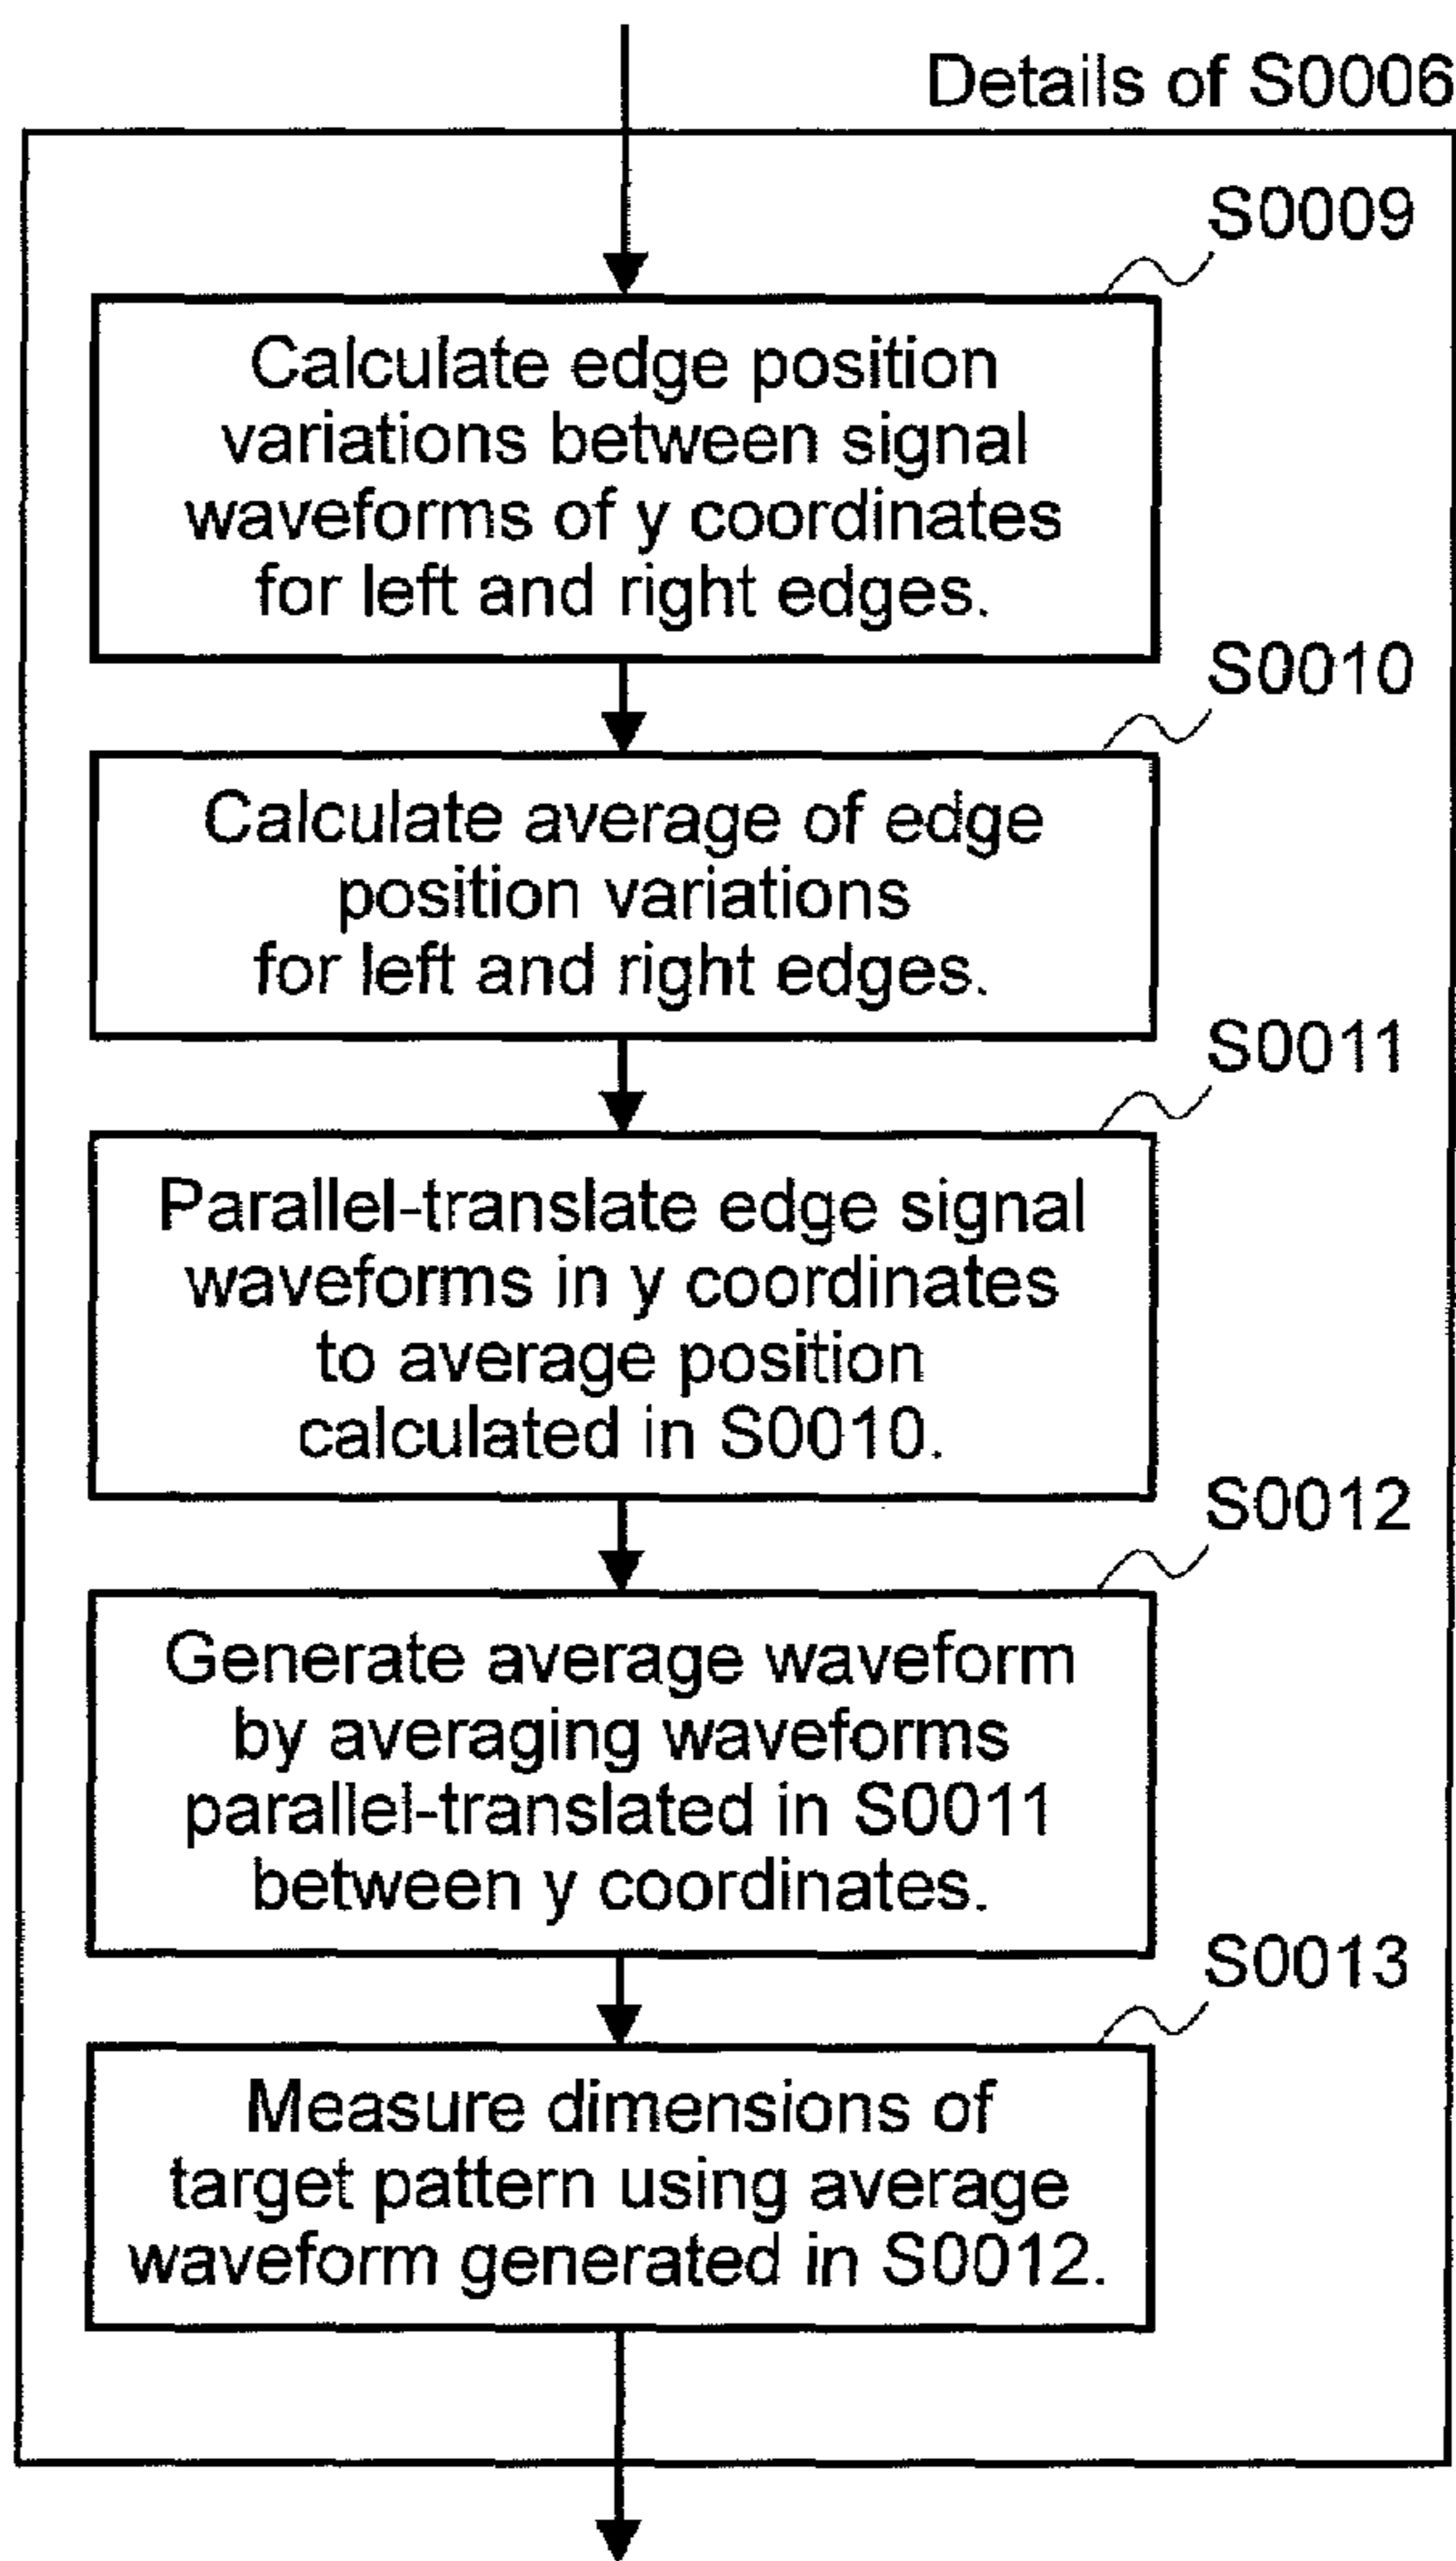 Details of S0006
S0009
Calculate edge position
variations between signal
waveforms of y coordinates
for left and right edges.
S0010
Calculate average of edge
position variations
for left and right edges.
S0011
Parallel-translate edge signal
waveforms in y coordinates
to average position
calculated in S0010.
S0012
Generate average waveform
by averaging waveforms
parallel-translated in S0011
between y coordinates.
S0013
Measure dimensions of
target pattern using average
waveform generated in S0012.